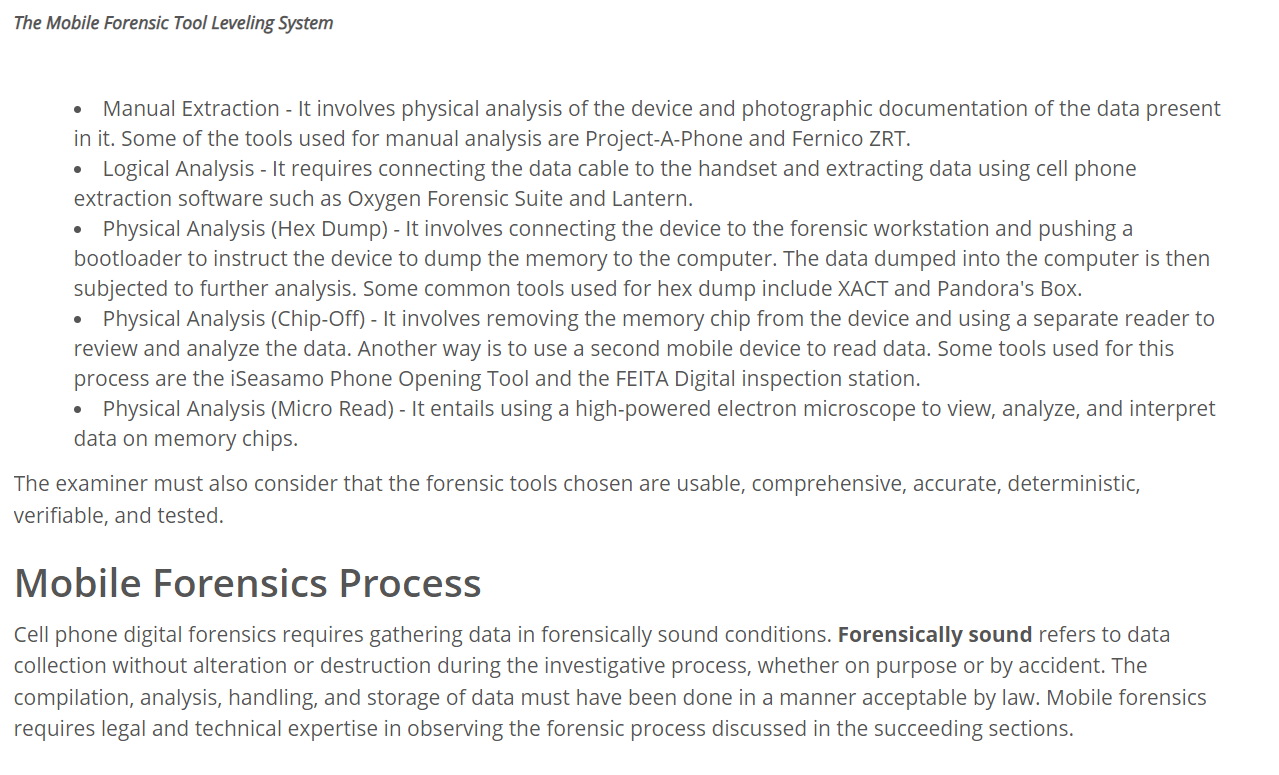 The Mobile Forensic Tool Leveling System
• Manual Extraction - It involves physical analysis of the device and photographic documentation of the data present
in it. Some of the tools used for manual analysis are Project-A-Phone and Fernico ZRT.
• Logical Analysis - It requires connecting the data cable to the handset and extracting data using cell phone
extraction software such as Oxygen Forensic Suite and Lantern.
• Physical Analysis (Hex Dump) - It involves connecting the device to the forensic workstation and pushing a
bootloader to instruct the device to dump the memory to the computer. The data dumped into the computer is then
subjected to further analysis. Some common tools used for hex dump include XACT and Pandora's Box.
• Physical Analysis (Chip-Off) - It involves removing the memory chip from the device and using a separate reader to
review and analyze the data. Another way is to use a second mobile device to read data. Some tools used for this
process are the iSeasamo Phone Opening Tool and the FEITA Digital inspection station.
• Physical Analysis (Micro Read) - It entails using a high-powered electron microscope to view, analyze, and interpret
data on memory chips.
The examiner must also consider that the forensic tools chosen are usable, comprehensive, accurate, deterministic,
verifiable, and tested.
Mobile Forensics Process
Cell phone digital forensics requires gathering data in forensically sound conditions. Forensically sound refers to data
collection without alteration or destruction during the investigative process, whether on purpose or by accident. The
compilation, analysis, handling, and storage of data must have been done in a manner acceptable by law. Mobile forensics
requires legal and technical expertise in observing the forensic process discussed in the succeeding sections.